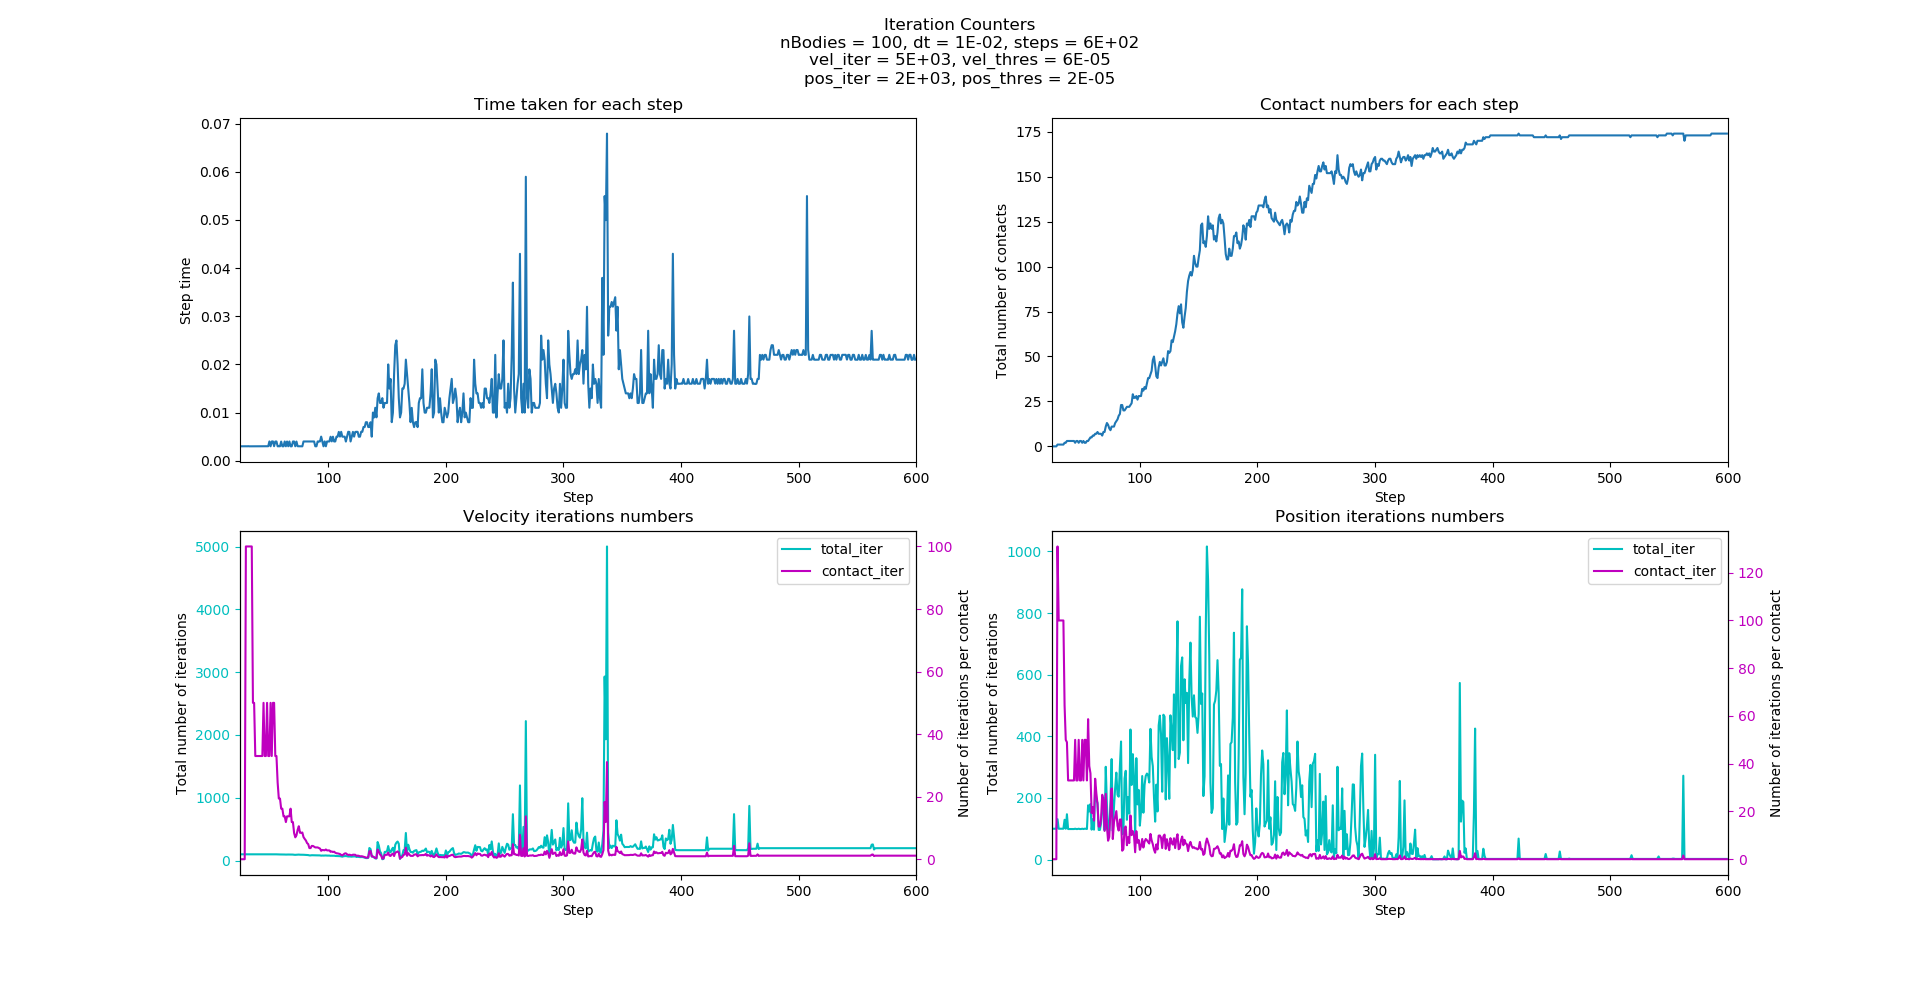 Iteration Counters
nBodies = 100, dt = 1E-02, steps = 6E+02
vel_iter = 5E+03, vel_thres = 6E-05
pos_iter = 2E+03, pos_thres = 2E-05
Time taken for each step
0.07
0.06
0.05
0.04
0.03
0.02
0.01
0.00
Step time
100 200 300 400 500 600
Step
Contact numbers for each step
175
150
125
100
75
50
25
0
Total number of contacts
100 200 300 400 500 600
Step
Velocity iterations numbers
5000
4000
3000
2000
1000
0
Total number of iterations
total_iter
contact_iter
100
80
60
40
20
0
Number of iterations per contact
100 200 300 400 500 600
Step
Position iterations numbers
1000
800
600
400
200
0
Total number of iterations
total_iter
contact_iter
120
100
80
60
40
20
0
Number of iterations per contact
100 200 300 400 500 600
Step